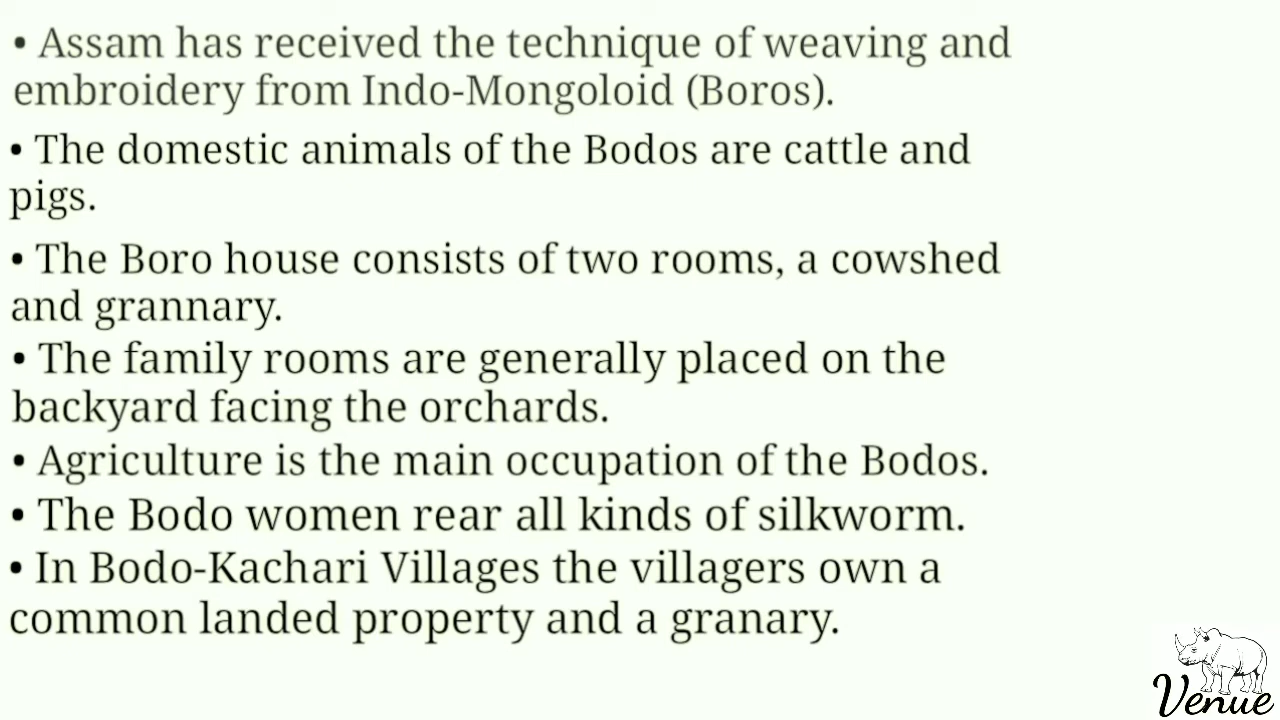 • Assam has received the technique of weaving and
embroidery from Indo-Mongoloid (Boros).
• The domestic animals of the Bodos are cattle and
pigs.
• The Boro house consists of two rooms, a cowshed
and grannary.
• The family rooms are generally placed on the
backyard facing the orchards.
• Agriculture is the main occupation of the Bodos.
• The Bodo women rear all kinds of silkworm.
• In Bodo-Kachari Villages the villagers own a
common landed property and a granary.
Venue